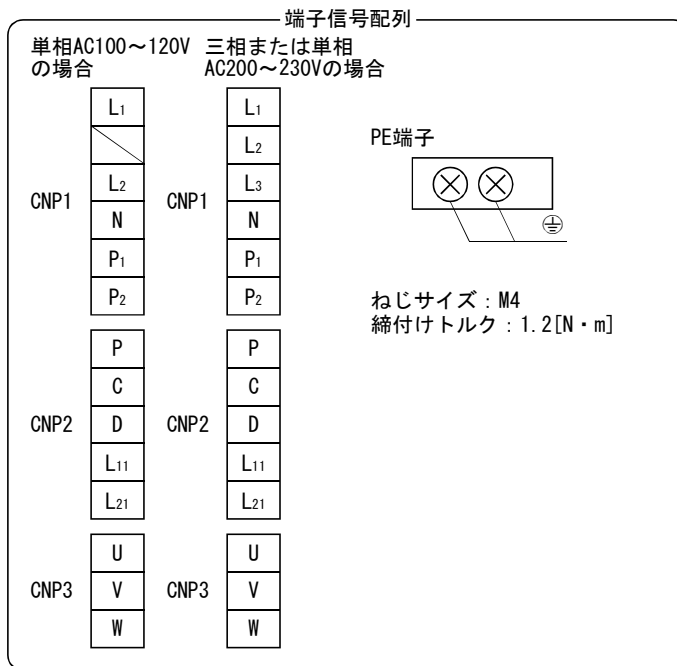 端子信号配列
単相AC100～120V
の場合
CNP1
L1
L2
N
P1
P2
CNP2
P
C
D
L11
L21
CNP3
U
V
W
三相または単相
AC200～230Vの場合
CNP1
L1
L2
L3
N
P1
P2
CNP2
P
C
D
L11
L21
CNP3
U
V
W
PE端子
ねじサイズ：M4
締付けトルク：1.2[N・m]